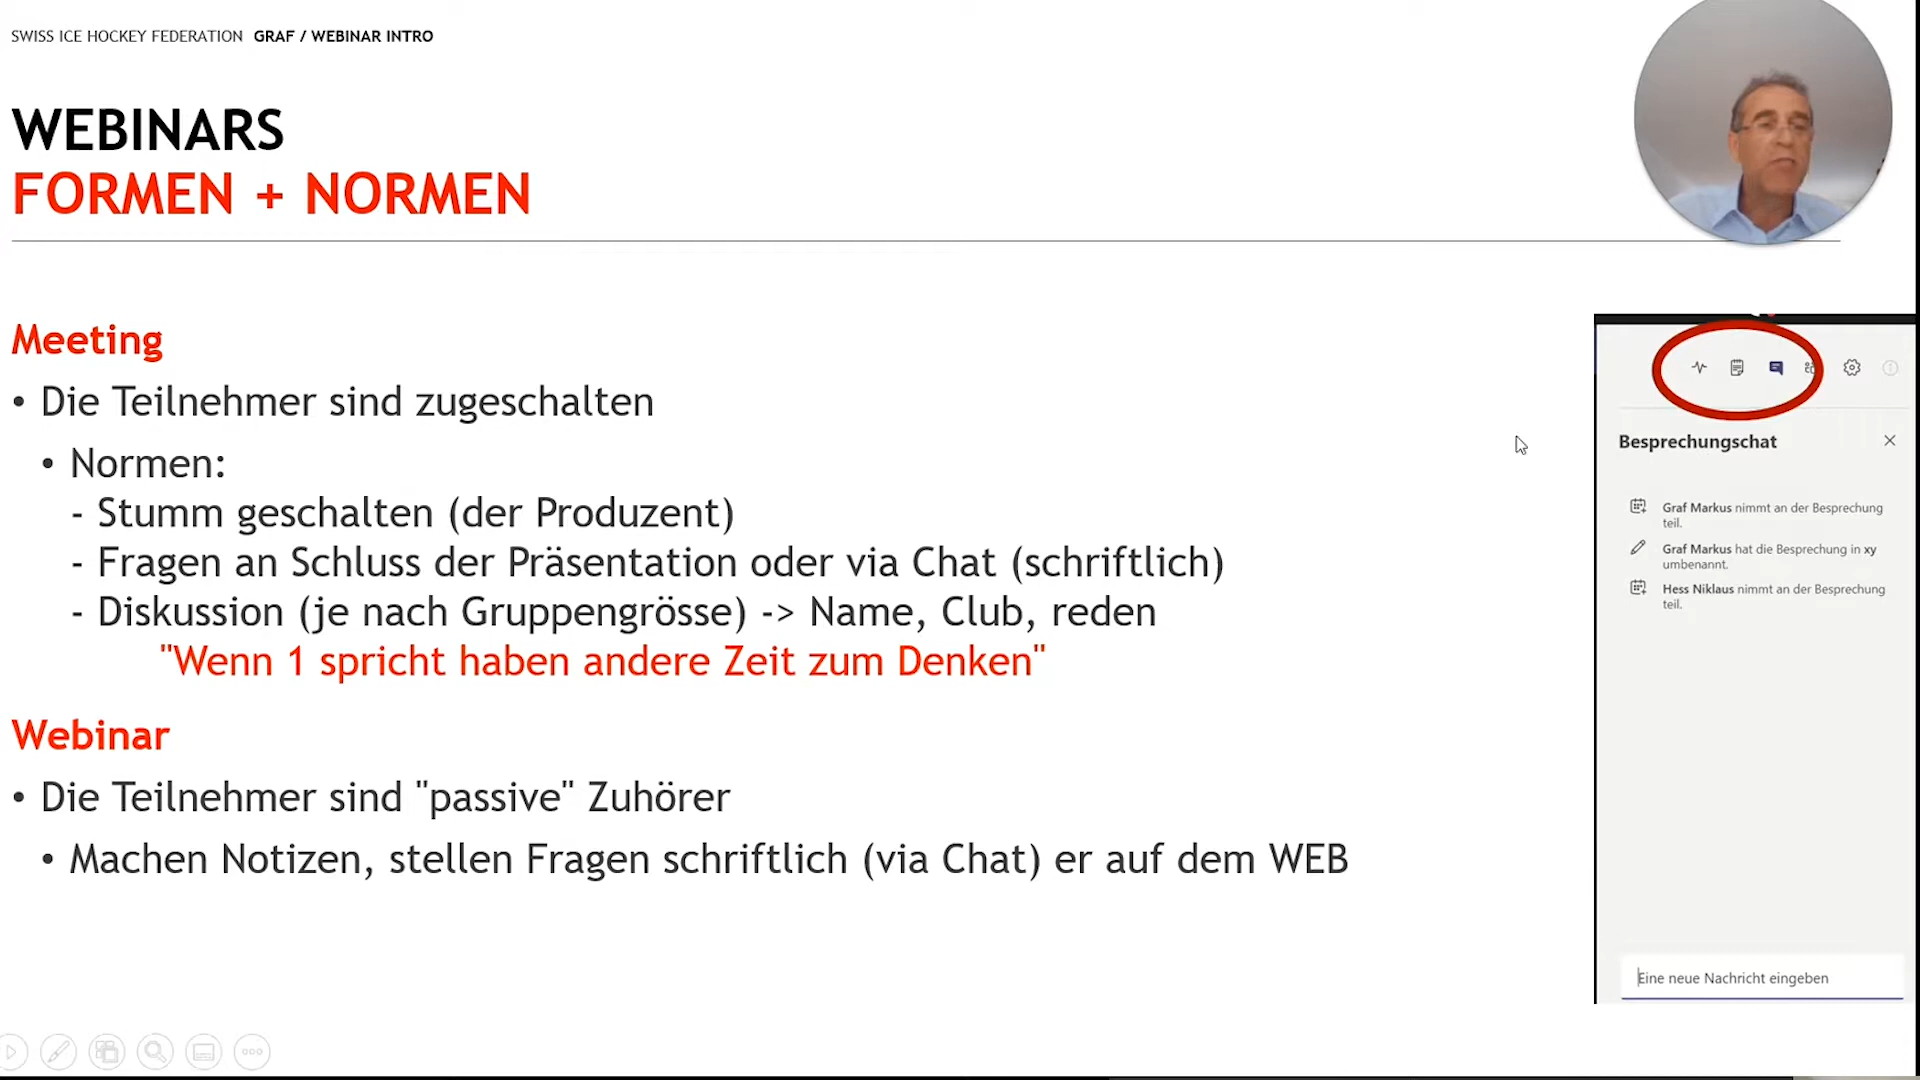 SWISS ICE HOCKEY FEDERATION GRAF / WEBINAR INTRO
WEBINARS
FORMEN + NORMEN
Meeting
• Die Teilnehmer sind zugeschalten
• Normen:
- Stumm geschalten (der Produzent)
- Fragen an Schluss der Präsentation oder via Chat (schriftlich)
- Diskussion (je nach Gruppengrösse) -> Name, Club, reden
"Wenn 1 spricht haben andere Zeit zum Denken"
Webinar
• Die Teilnehmer sind "passive" Zuhörer
• Machen Notizen, stellen Fragen schriftlich (via Chat) er auf dem WEB
Besprechungschat
Graf Markus nimmt an der Besprechung
teil.
Graf Markus hat die Besprechung in xy
umbenannt.
Hess Niklaus nimmt an der Besprechung
teil.
Eine neue Nachricht eingeben